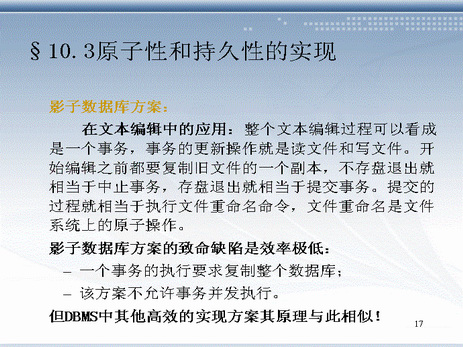 §10.3原子性和持久性的实现
影子数据库方案：
在文本编辑中的应用：整个文本编辑过程可以看成
是一个事务，事务的更新操作就是读文件和写文件。开
始编辑之前都要复制旧文件的一个副本，不存盘退出就
相当于中止事务，存盘退出就相当于提交事务。提交的
过程就相当于执行文件重命名命令，文件重命名是文件
系统上的原子操作。
影子数据库方案的致命缺陷是效率极低：
– 一个事务的执行要求复制整个数据库；
– 该方案不允许事务并发执行。
但DBMS中其他高效的实现方案其原理与此相似！
17